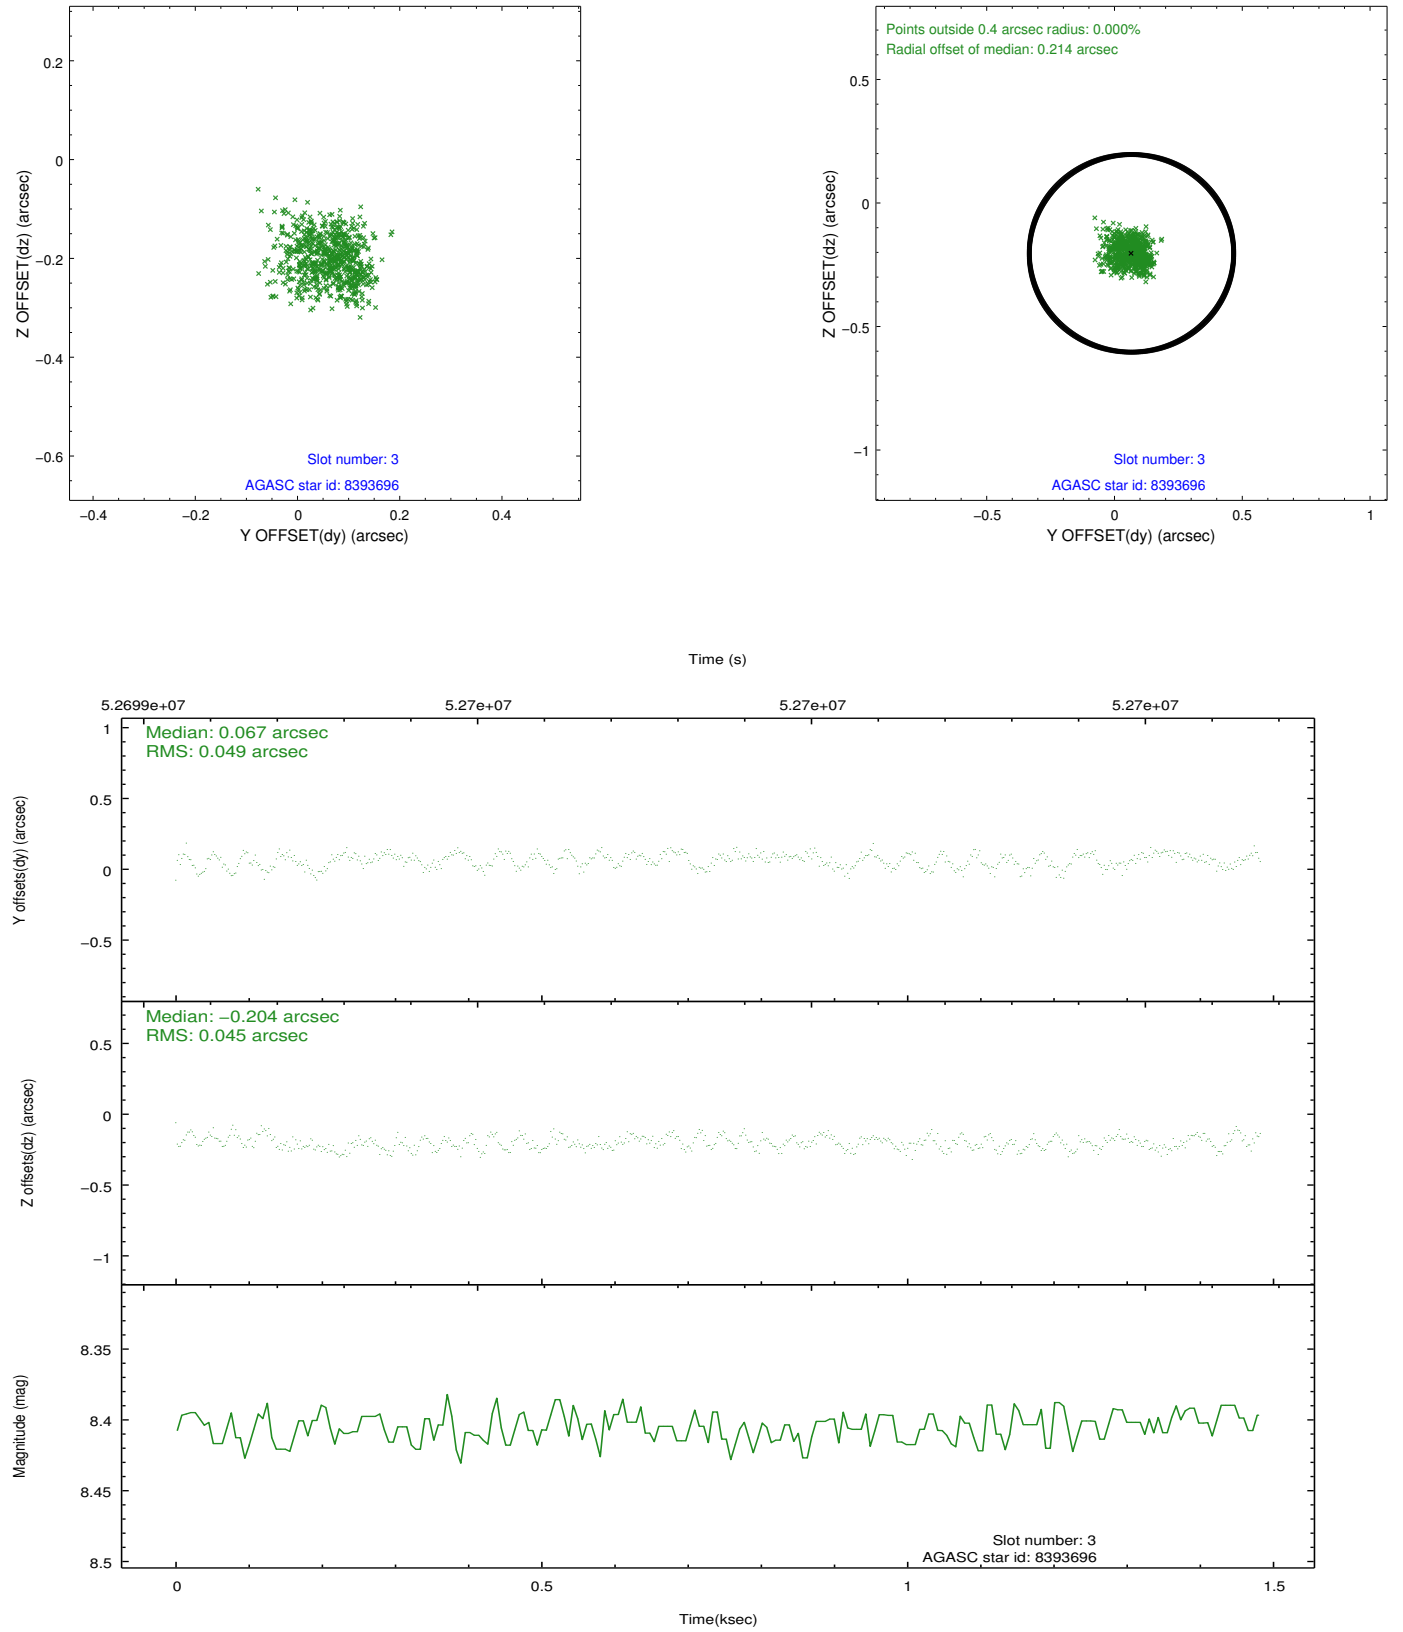 0.2
0
−0.2
−0.4
−0.6
Z OFFSET(dz) (arcsec)
Slot number: 3
AGASC star id: 8393696
−0.4
−0.2
0
0.2
0.4
Y OFFSET(dy) (arcsec)
Points outside 0.4 arcsec radius: 0.000%
Radial offset of median: 0.214 arcsec
0.5
0
−0.5
−1
Z OFFSET(dz) (arcsec)
Slot number: 3
AGASC star id: 8393696
−0.5
0
0.5
1
Y OFFSET(dy) (arcsec)
Time (s)
5.2699e+07
5.27e+07
5.27e+07
5.27e+07
Median: 0.067 arcsec
RMS: 0.049 arcsec
1
0.5
0
−0.5
Y offsets(dy) (arcsec)
Median: −0.204 arcsec
RMS: 0.045 arcsec
0.5
0
−0.5
−1
Z offsets(dz) (arcsec)
8.35
8.4
8.45
8.5
Magnitude (mag)
Slot number: 3
AGASC star id: 8393696
0
0.5
1
1.5
Time(ksec)